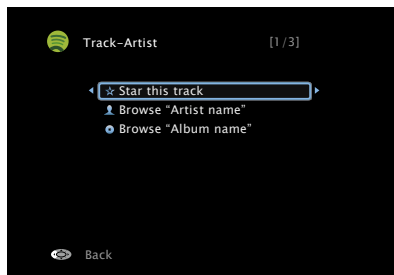 Track-Artist [1/3]
☆ Star this track
Browse “Artist name”
Browse “Album name”
Back